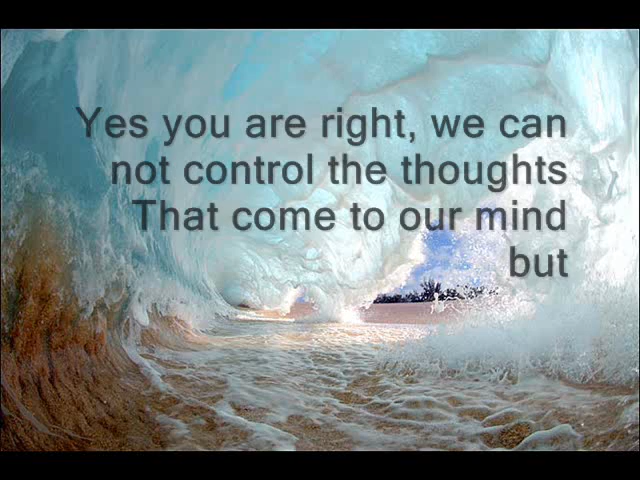 Yes you are right, we can
not control the thoughts
That come to our mind
but